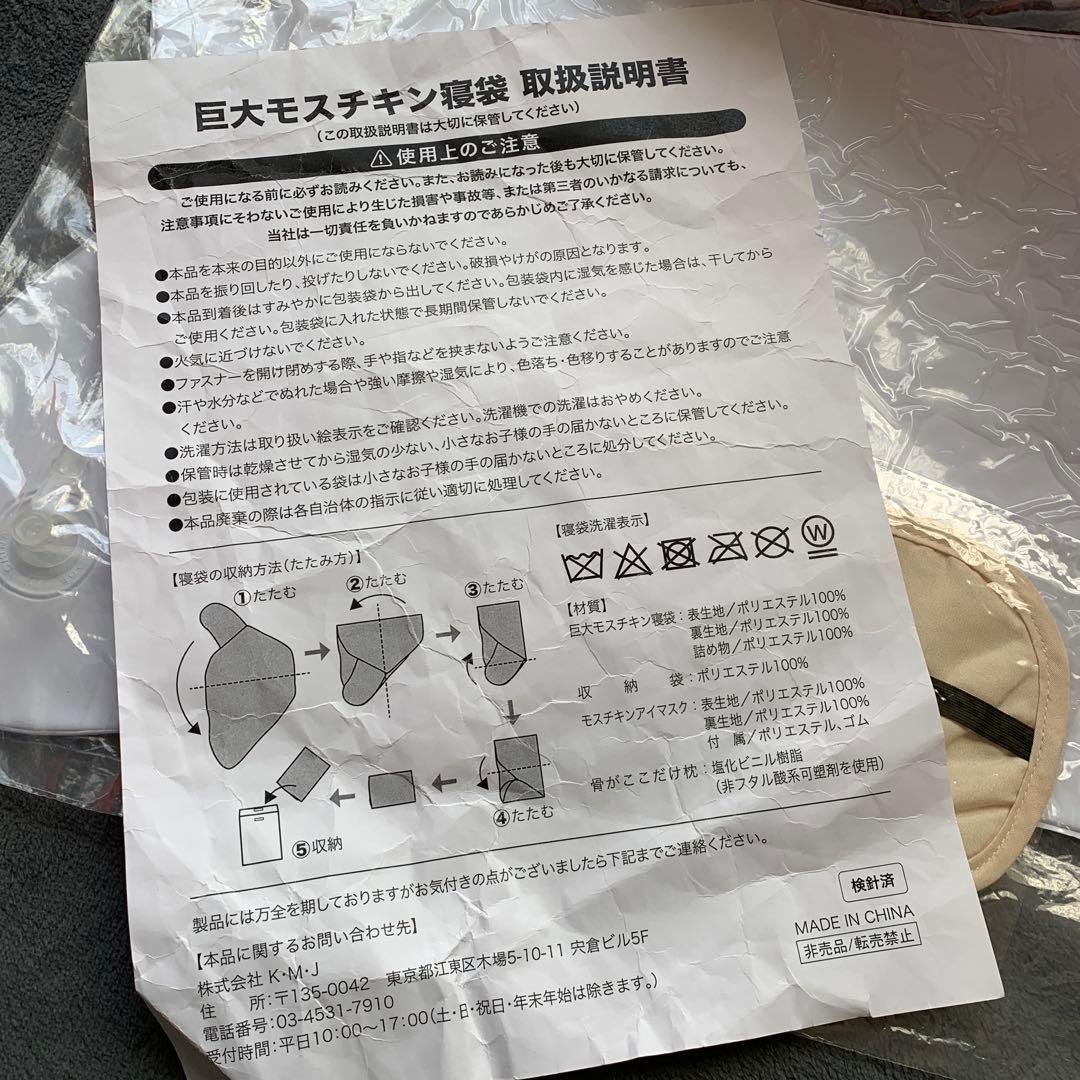 巨大モスチキン寝袋 取扱説明書
(この取扱説明書は大切に保管してください)
⚠使用上のご注意
ご使用になる前に必ずお読みください。また、お読みになった後も大切に保管してください。
注意事項にそわないご使用により生じた損害や事故等、または第三者のいかなる請求についても、
当社は一切責任を負いかねますのであらかじめご了承ください。
●本品を本来の目的以外にご使用にならないでください。
●本品を振り回したり、投げたりしないでください。破損やけがの原因となります。
●本品到着後はすみやかに包装袋から出してください。包装袋内に湿気を感じた場合は、干してから
ご使用ください。包装袋に入れた状態で長期間保管しないでください。
●火気に近づけないでください。
●ファスナーを開け閉めする際、手や指などを挟まないようご注意ください。
●汗や水分などでぬれた場合や強い摩擦や湿気により、色落ち・色移りすることがありますのでご注意
ください。
●洗濯方法は取り扱い絵表示をご確認ください。洗濯機での洗濯はおやめください。
●保管時は乾燥させてから湿気の少ない、小さなお子様の手の届かないところに保管してください。
●包装に使用されている袋は小さなお子様の手の届かないところに処分してください。
●本品廃棄の際は各自治体の指示に従い適切に処理してください。
【寝袋の収納方法(たたみ方)】
①たたむ
②たたむ
③たたむ
④たたむ
⑤収納
【寝袋洗濯表示】
W
【材質】
巨大モスチキン寝袋：表生地／ポリエステル100%
裏生地／ポリエステル100%
詰め物／ポリエステル100%
収納袋：ポリエステル100%
モスチキンアイマスク：表生地／ポリエステル100%
裏生地／ポリエステル100%
付属／ポリエステル、ゴム
骨がここだけ枕：塩化ビニル樹脂
(非フタル酸系可塑剤を使用)
製品には万全を期しておりますがお気付きの点がございましたら下記までご連絡ください。
【本品に関するお問い合わせ先】
株式会社 K・M・J
住所：〒135-0042 東京都江東区木場5-10-11 宍倉ビル5F
電話番号：03-4531-7910
受付時間：平日10：00～17：00(土・日・祝日・年末年始は除きます。)
検針済
MADE IN CHINA
非売品/転売禁止